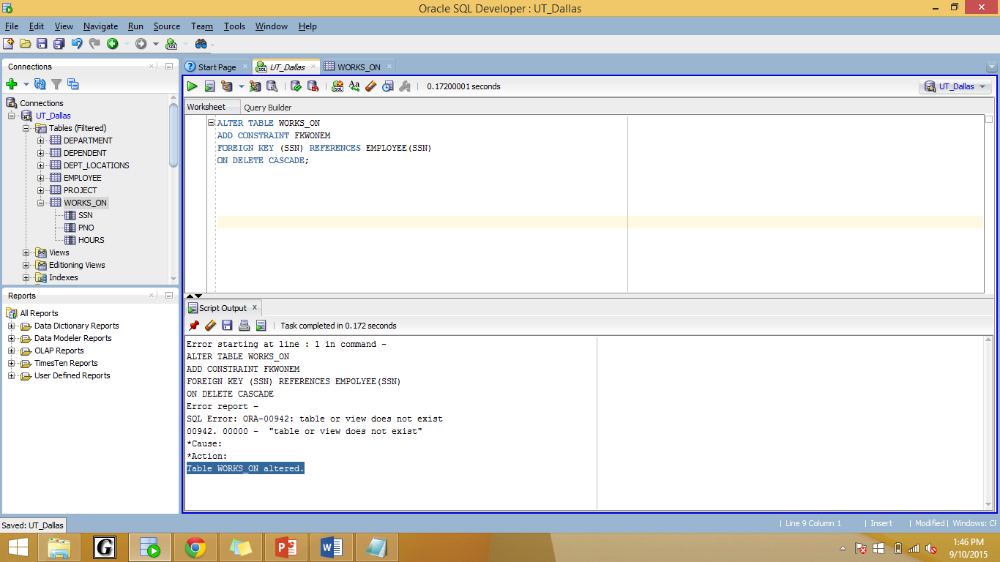 Oracle SQL Developer : UT_Dallas
File Edit View Navigate Run Source Team Tools Window Help
Connections
Start Page
UT_Dallas
WORKS_ON
0.17200001 seconds
UT_Dallas
Connections
UT_Dallas
Tables (Filtered)
DEPARTMENT
DEPENDENT
DEPT_LOCATIONS
EMPLOYEE
PROJECT
WORKS_ON
SSN
PNO
HOURS
Views
Editioning Views
Indexes
Worksheet Query Builder
ALTER TABLE WORKS_ON
ADD CONSTRAINT FKWONEM
FOREIGN KEY (SSN) REFERENCES EMPLOYEE(SSN)
ON DELETE CASCADE;
Reports
All Reports
Data Dictionary Reports
Data Modeler Reports
OLAP Reports
TimesTen Reports
User Defined Reports
Script Output
Task completed in 0.172 seconds
Error starting at line : 1 in command -
ALTER TABLE WORKS_ON
ADD CONSTRAINT FKWONEM
FOREIGN KEY (SSN) REFERENCES EMPOLYEE(SSN)
ON DELETE CASCADE
Error report -
SQL Error: ORA-00942: table or view does not exist
00942. 00000 - "table or view does not exist"
*Cause:
*Action:
Table WORKS_ON altered.
Saved: UT_Dallas
Line 9 Column 1
Insert
Modified
Windows: CF
1:46 PM
9/10/2015